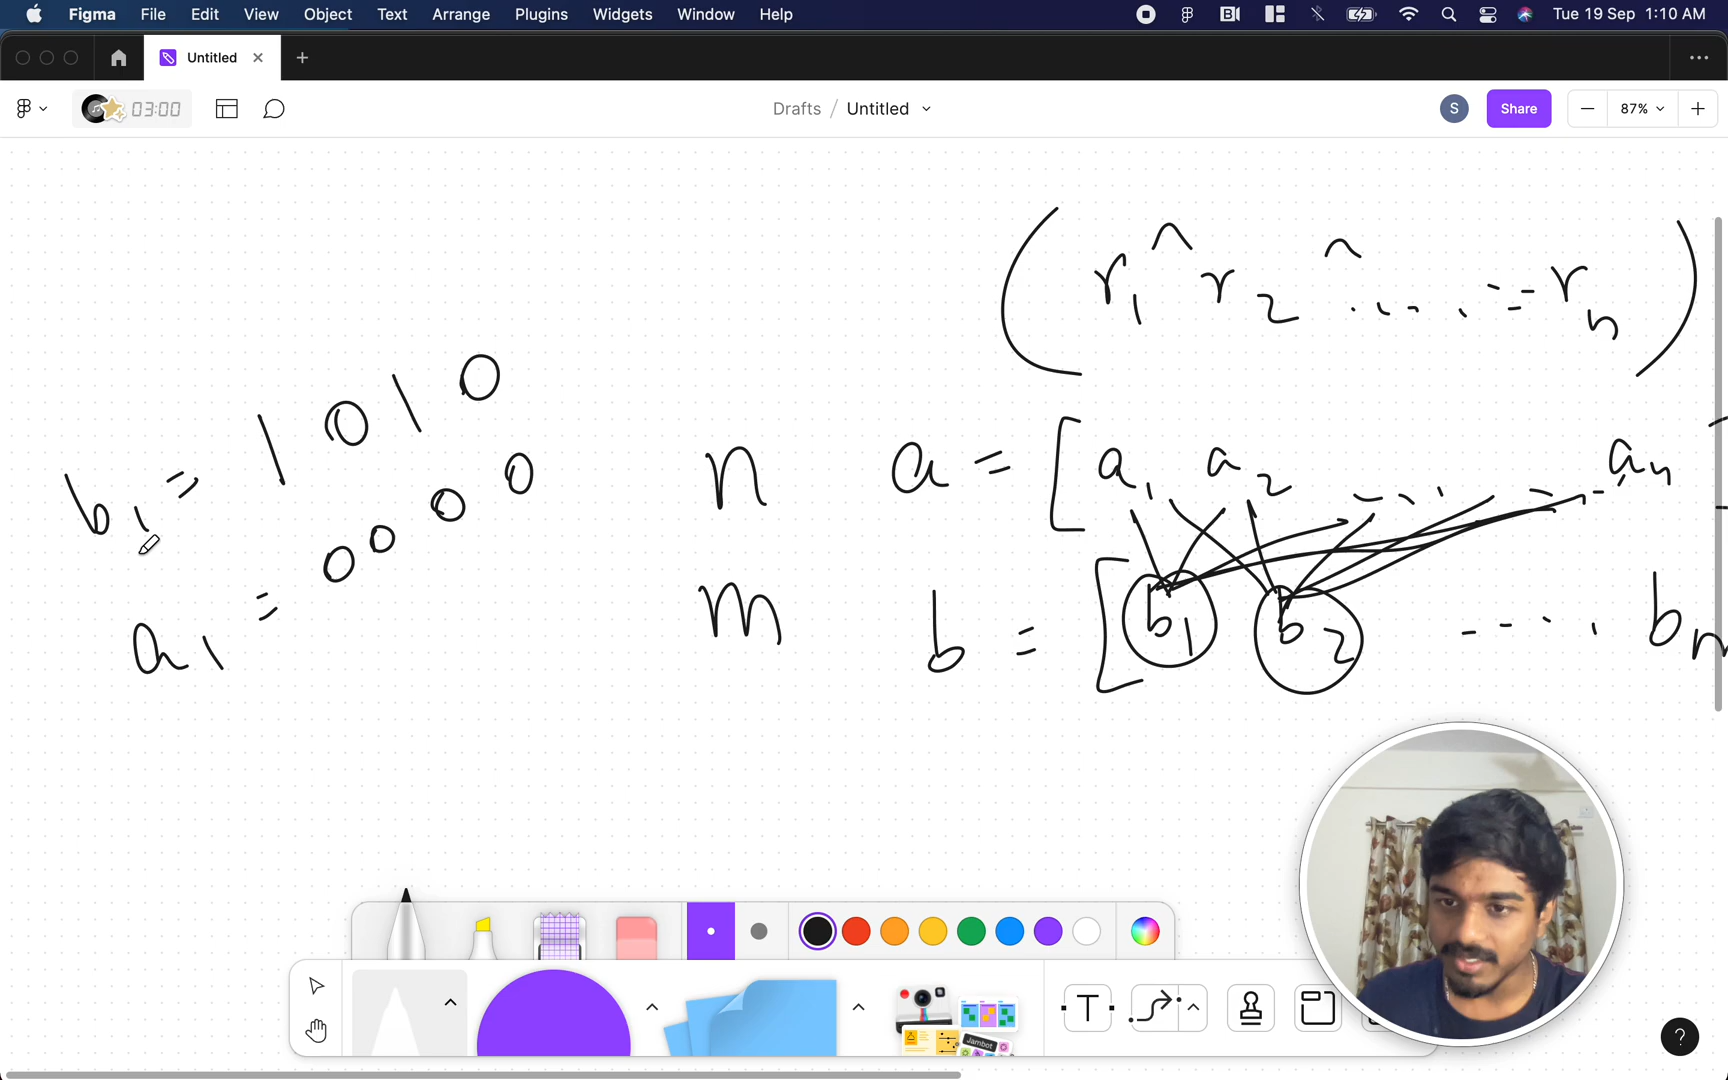 Figma File Edit View Object Text Arrange Plugins Widgets Window Help Tue 19 Sep 1:10 AM
Untitled
03:00 Drafts / Untitled S Share 87%
( r1 ^ r2 ^ ....... rn )
b1 = 1 0 1 0
a1 = 0 0 0 0
n a = [ a1 a2 ....... an ]
m b = [ b1 b2 ---- bm
T
Jambot
?